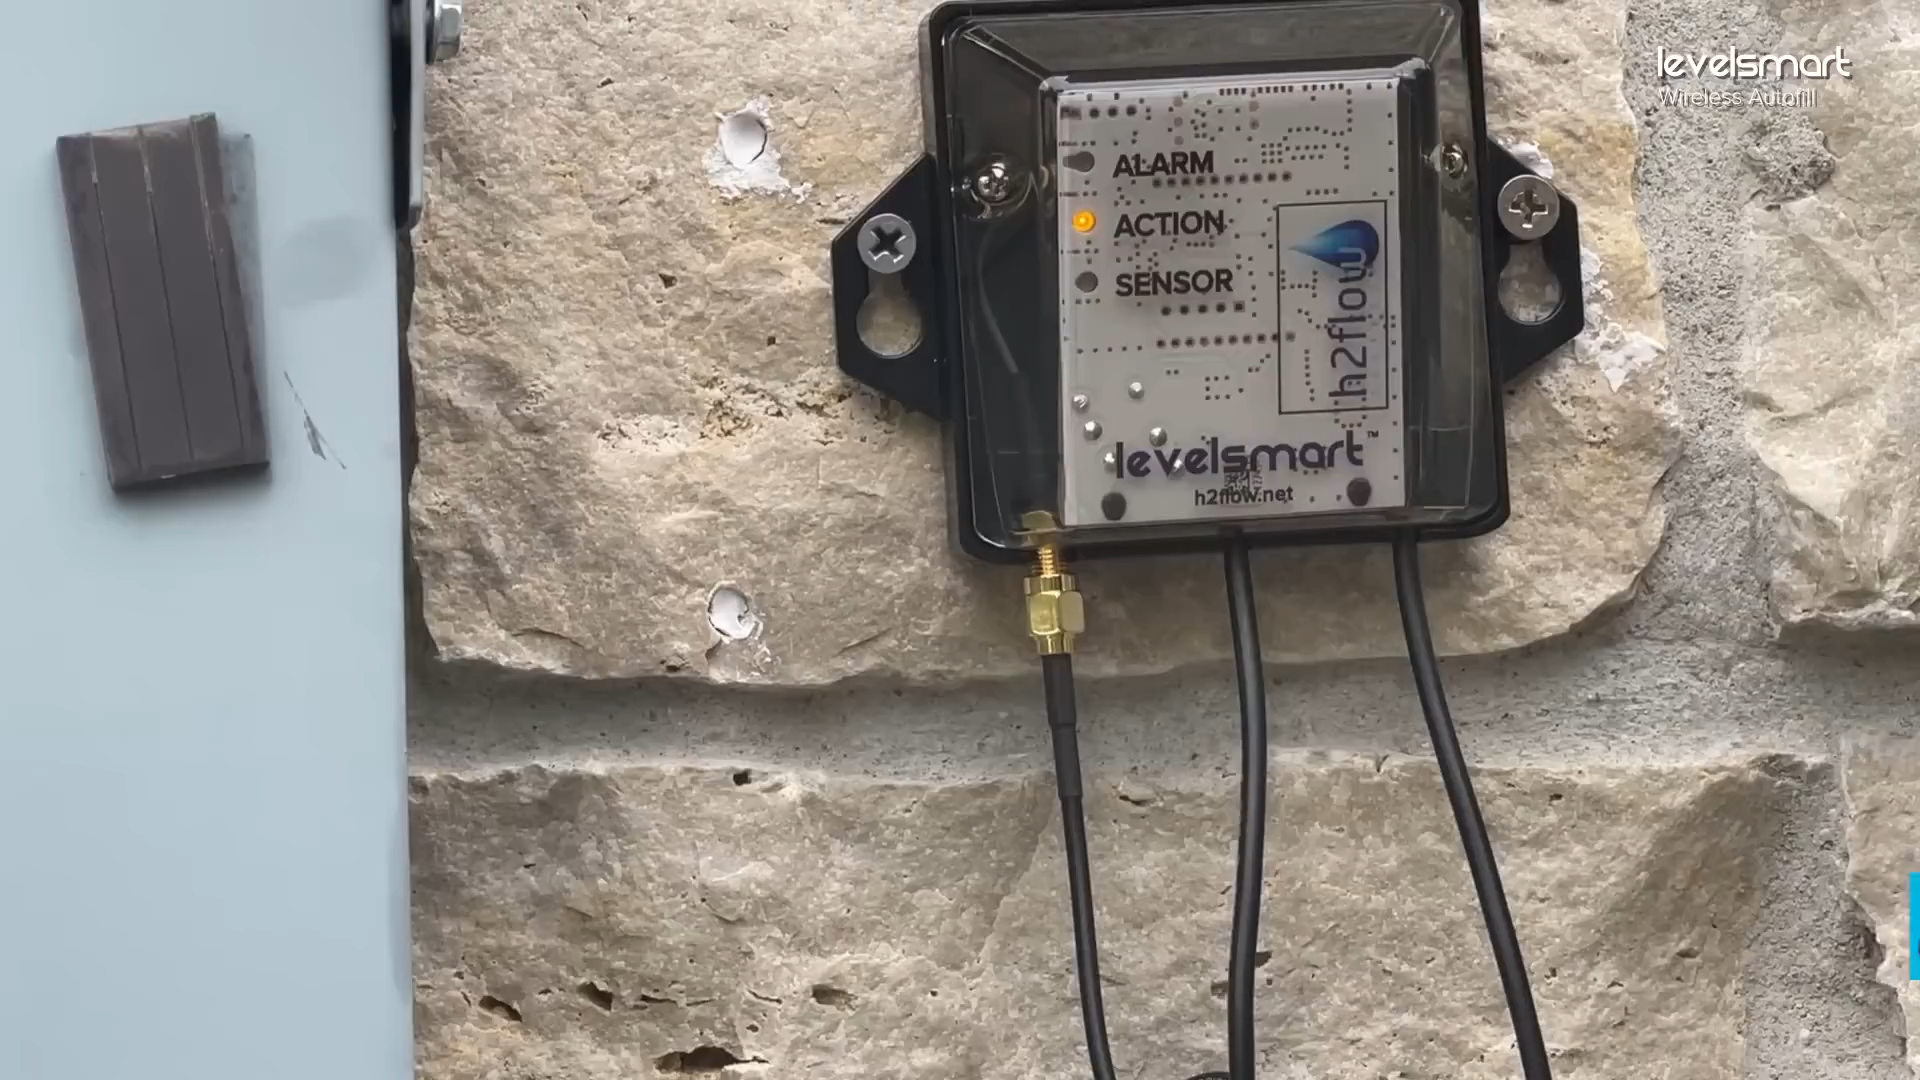 levelsmart
Wireless Autofill
ALARM
ACTION
SENSOR
h2flow
levelsmart™
h2flow.net